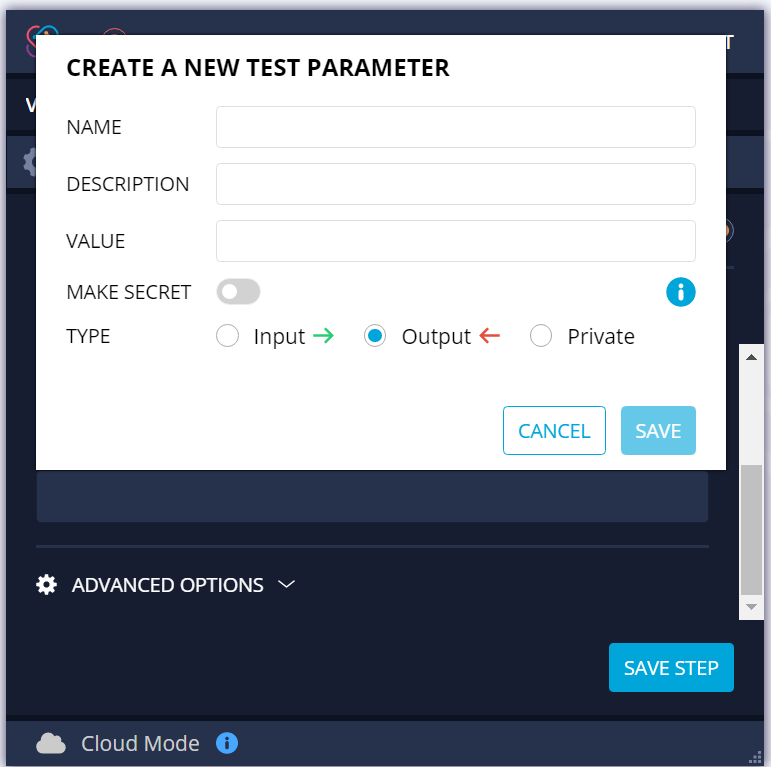 CREATE A NEW TEST PARAMETER
NAME
DESCRIPTION
VALUE
MAKE SECRET
TYPE Input Output Private
CANCEL SAVE
ADVANCED OPTIONS
SAVE STEP
Cloud Mode